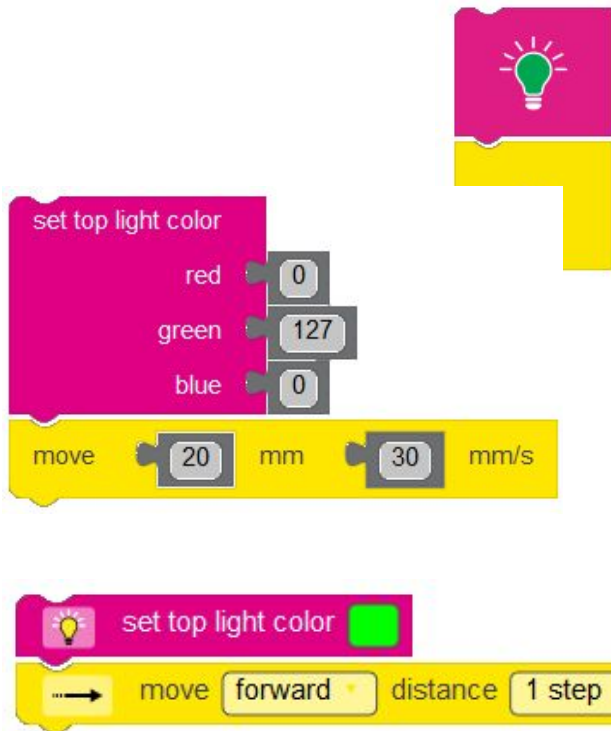 set top light color
red 0
green 127
blue 0
move 20 mm 30 mm/s
set top light color
move forward distance 1 step